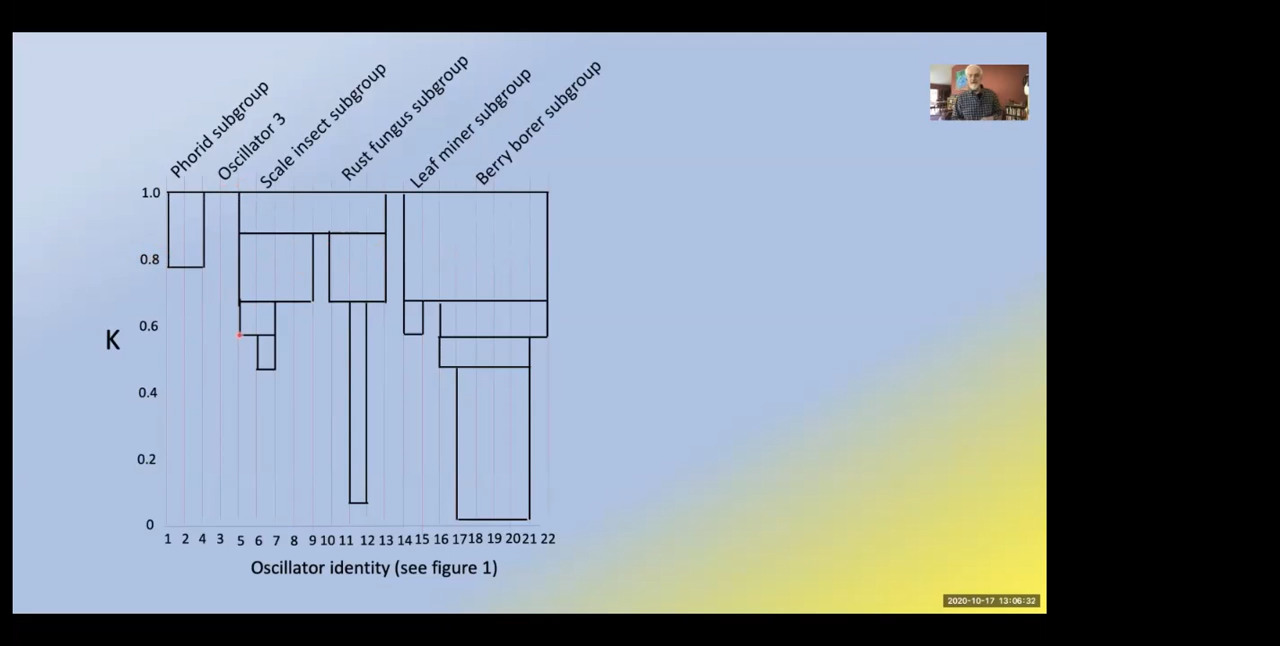 Phorid subgroup
Oscillator 3
Scale insect subgroup
Rust fungus subgroup
Leaf miner subgroup
Berry borer subgroup
1.0
0.8
0.6
K
0.4
0.2
0
1 2 4 3 5 6 7 8 9 10 11 12 13 14 15 16 17 18 19 20 21 22
Oscillator identity (see figure 1)
2020-10-17 13:06:32